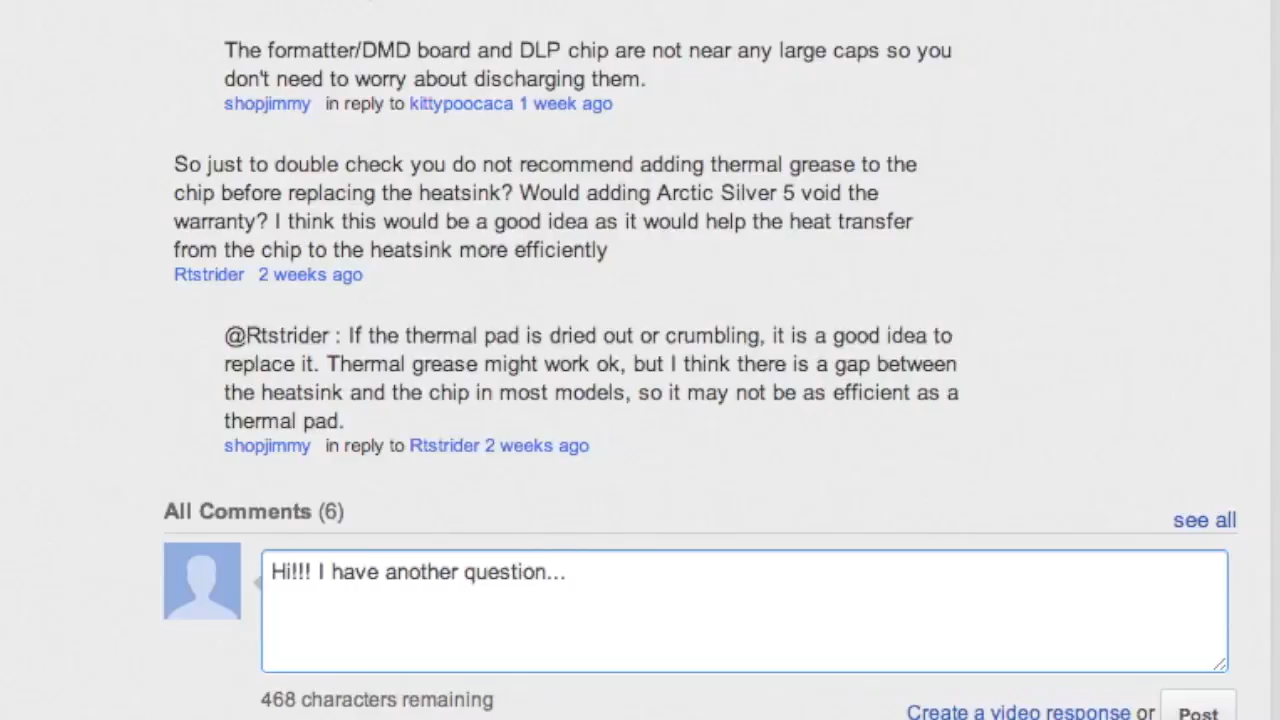 The formatter/DMD board and DLP chip are not near any large caps so you
don't need to worry about discharging them.
shopjimmy in reply to kittypoocaca 1 week ago
So just to double check you do not recommend adding thermal grease to the
chip before replacing the heatsink? Would adding Arctic Silver 5 void the
warranty? I think this would be a good idea as it would help the heat transfer
from the chip to the heatsink more efficiently
Rtstrider 2 weeks ago
@Rtstrider : If the thermal pad is dried out or crumbling, it is a good idea to
replace it. Thermal grease might work ok, but I think there is a gap between
the heatsink and the chip in most models, so it may not be as efficient as a
thermal pad.
shopjimmy in reply to Rtstrider 2 weeks ago
All Comments (6)
see all
Hi!!! I have another question...
468 characters remaining
Create a video response or Post